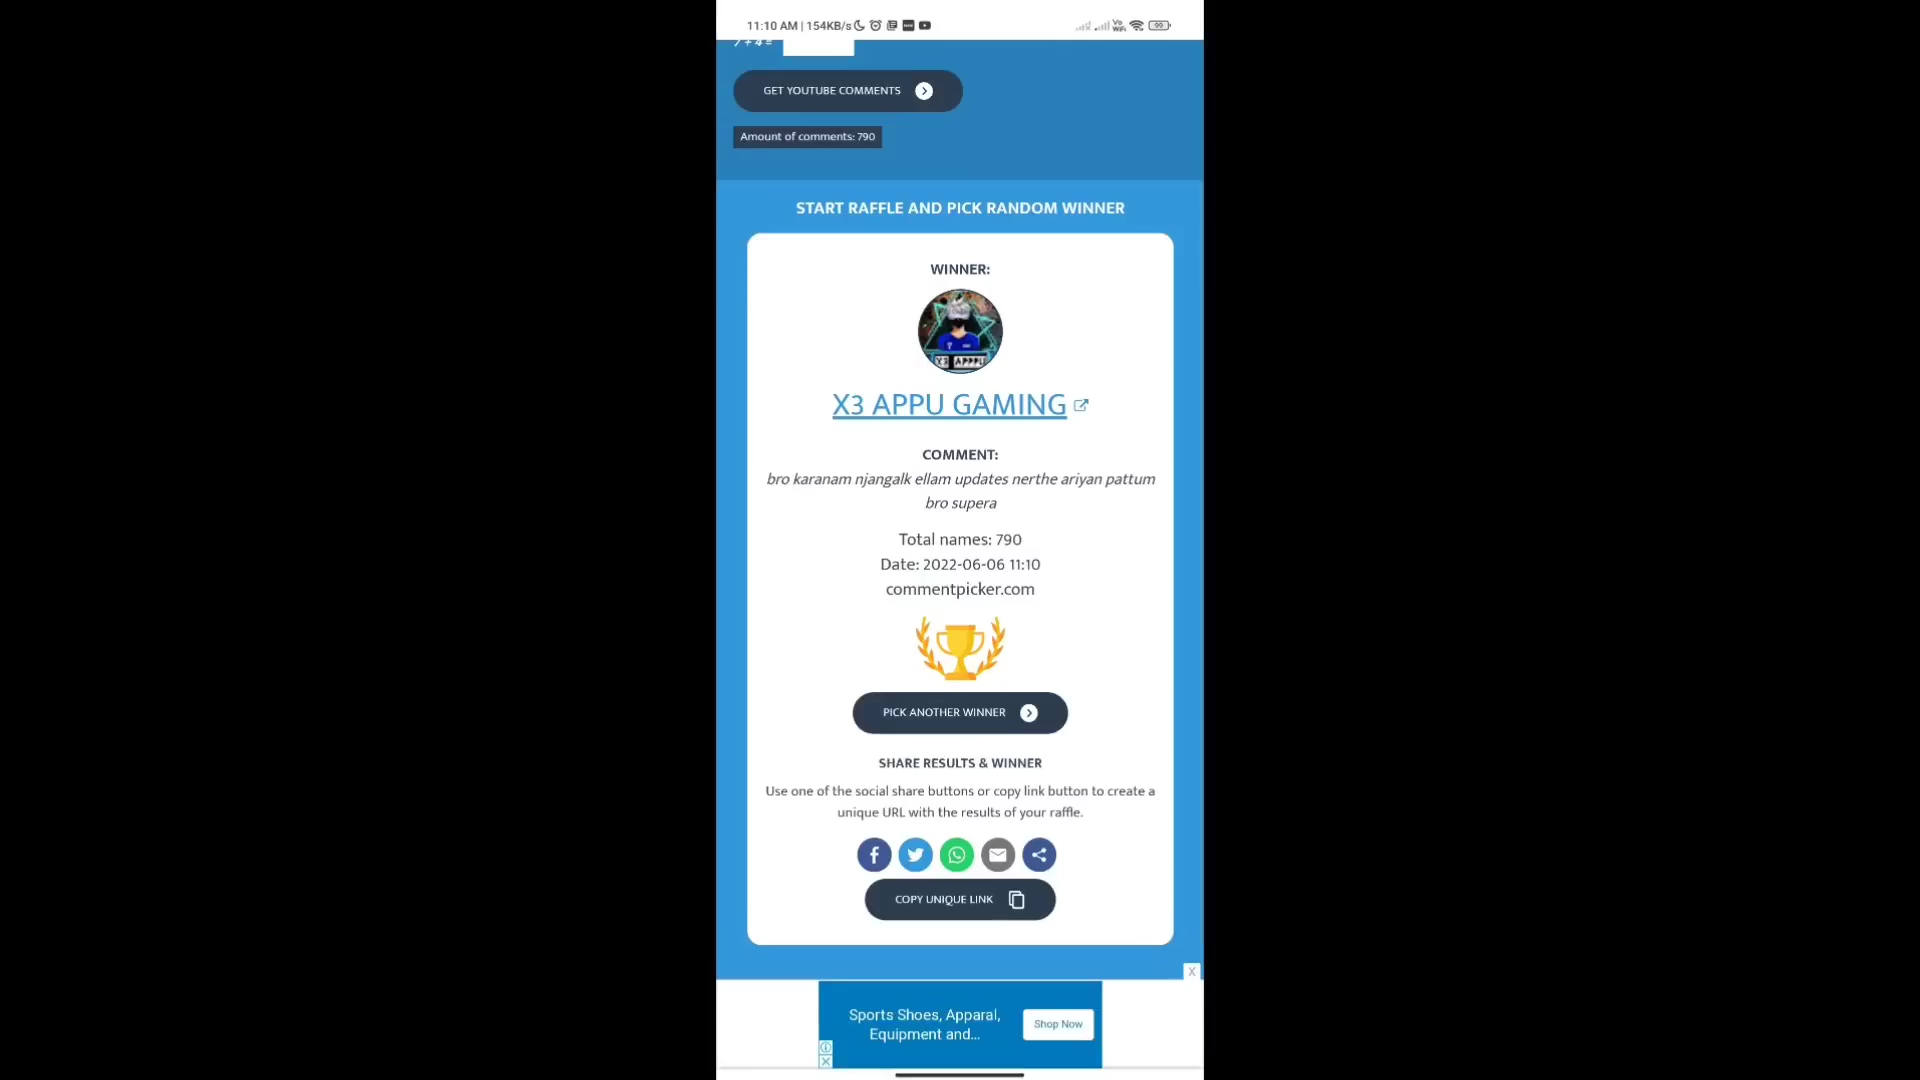 11:10 AM | 154KB/s
7 + 4 =
GET YOUTUBE COMMENTS
Amount of comments: 790
START RAFFLE AND PICK RANDOM WINNER
WINNER:
X3 APPU GAMING
COMMENT:
bro karanam njangalk ellam updates nerthe ariyan pattum
bro supera
Total names: 790
Date: 2022-06-06 11:10
commentpicker.com
PICK ANOTHER WINNER
SHARE RESULTS & WINNER
Use one of the social share buttons or copy link button to create a
unique URL with the results of your raffle.
COPY UNIQUE LINK
X
Sports Shoes, Apparal,
Equipment and...
Shop Now